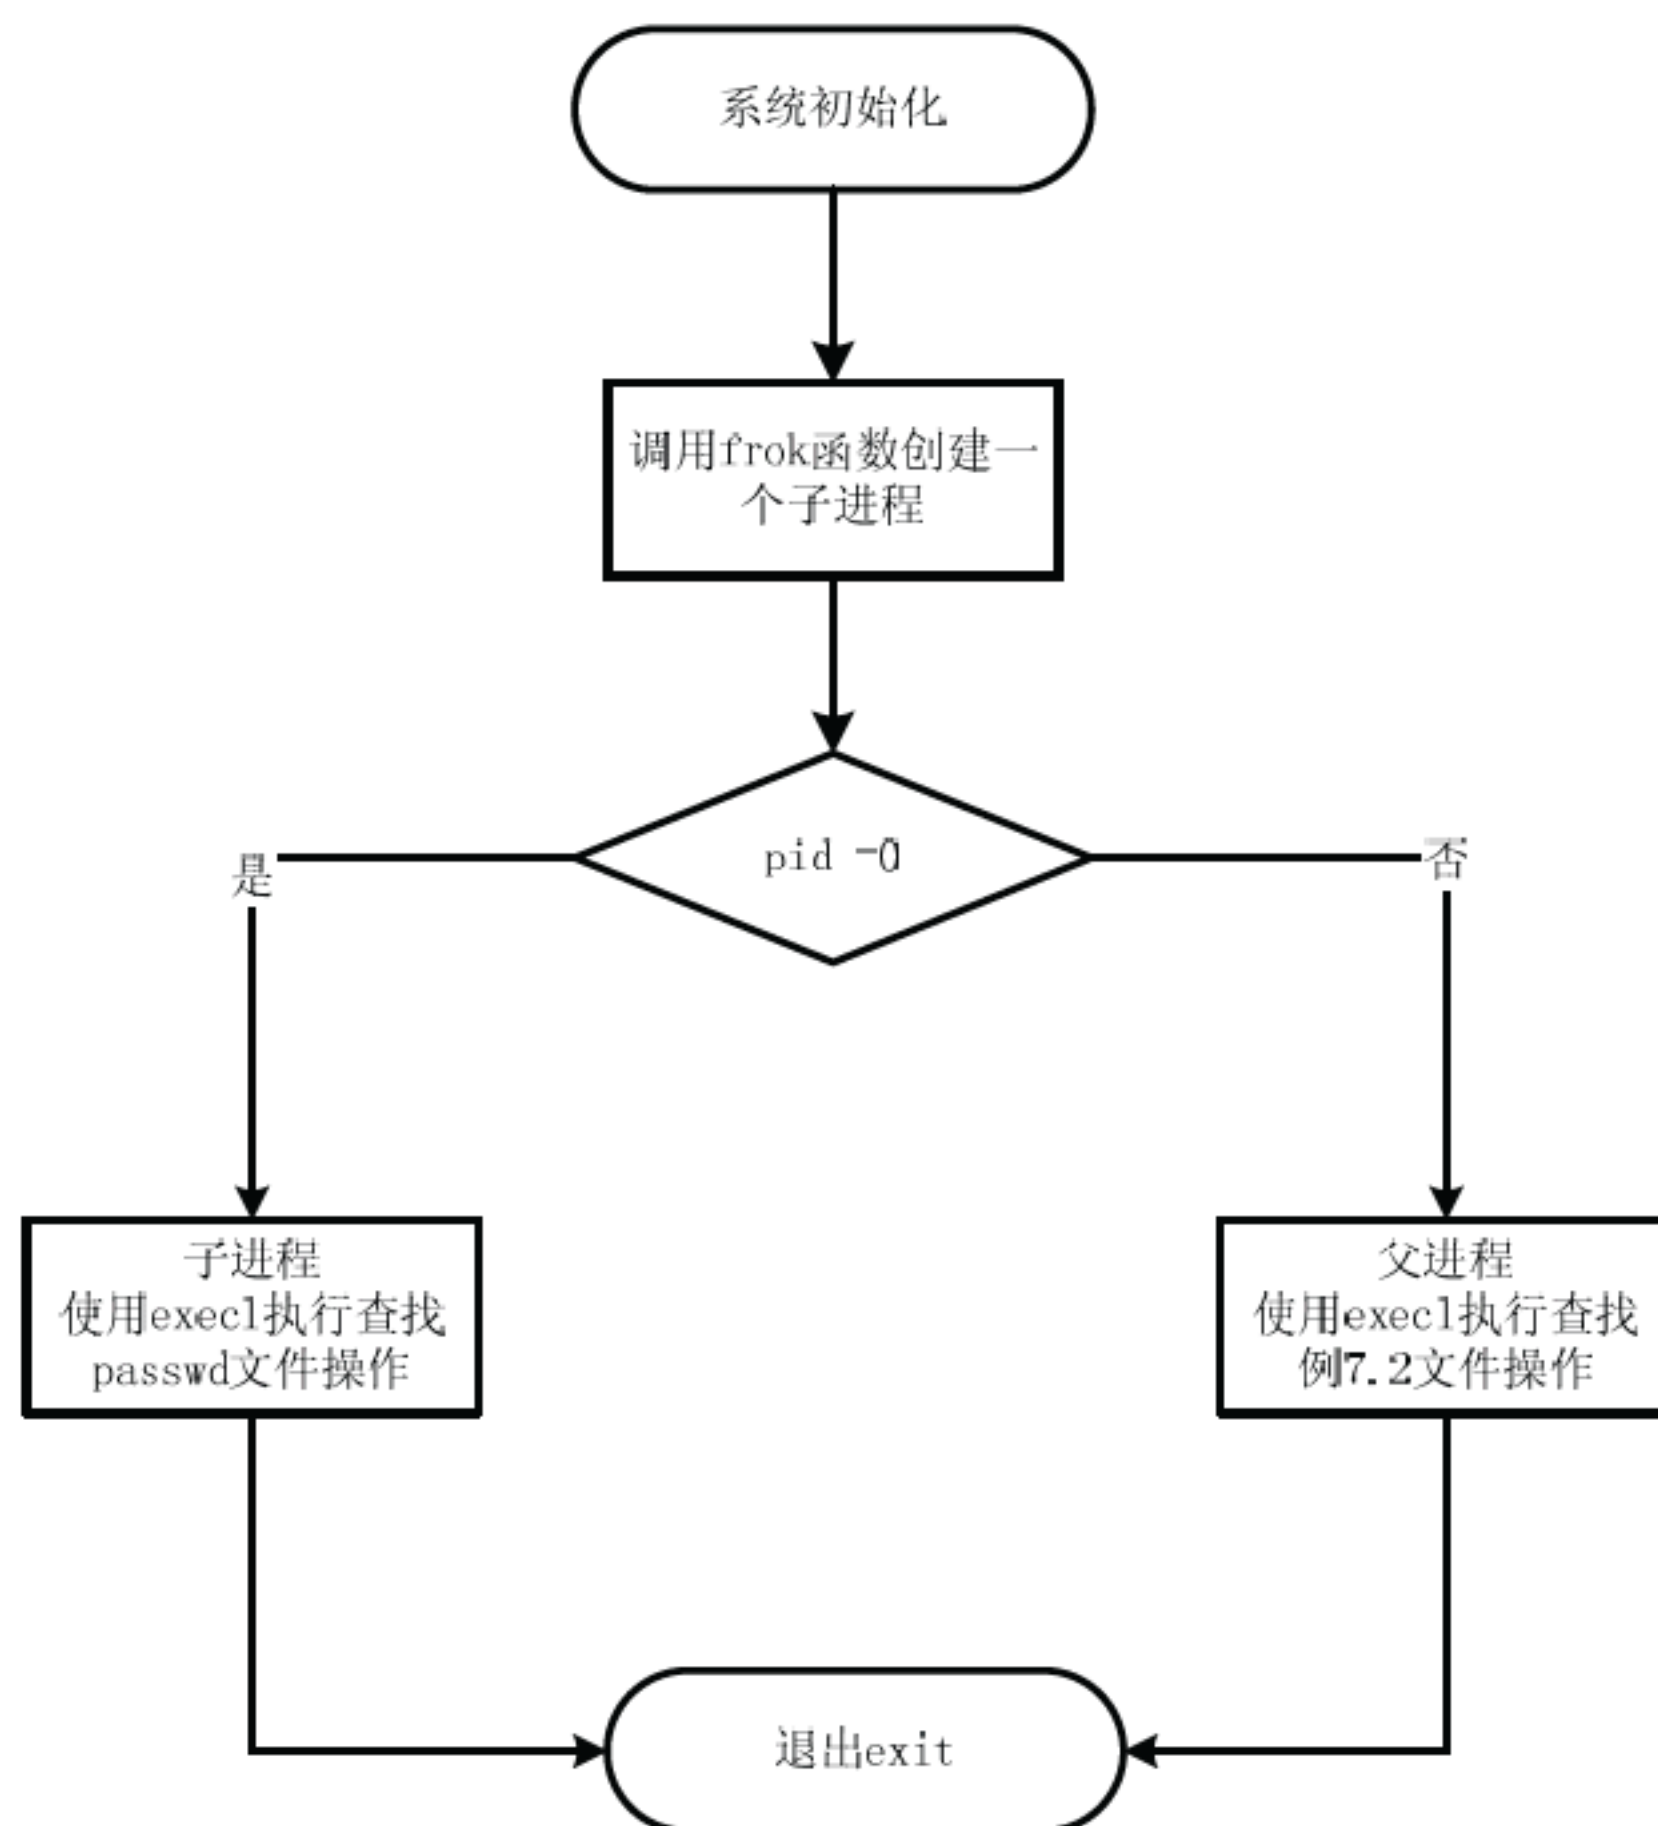 系统初始化
调用frok函数创建一
个子进程
pid =0
是
否
子进程
使用execl执行查找
passwd文件操作
父进程
使用execl执行查找
例7.2文件操作
退出exit